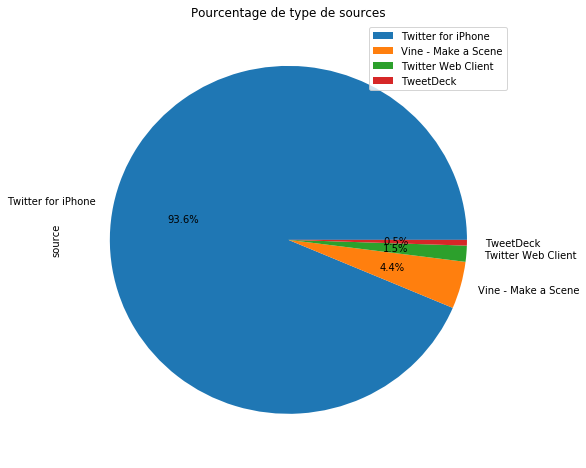 Pourcentage de type de sources
Twitter for iPhone
Vine - Make a Scene
Twitter Web Client
TweetDeck
Twitter for iPhone
source
93.6%
0.5%
1.5%
4.4%
TweetDeck
Twitter Web Client
Vine - Make a Scene